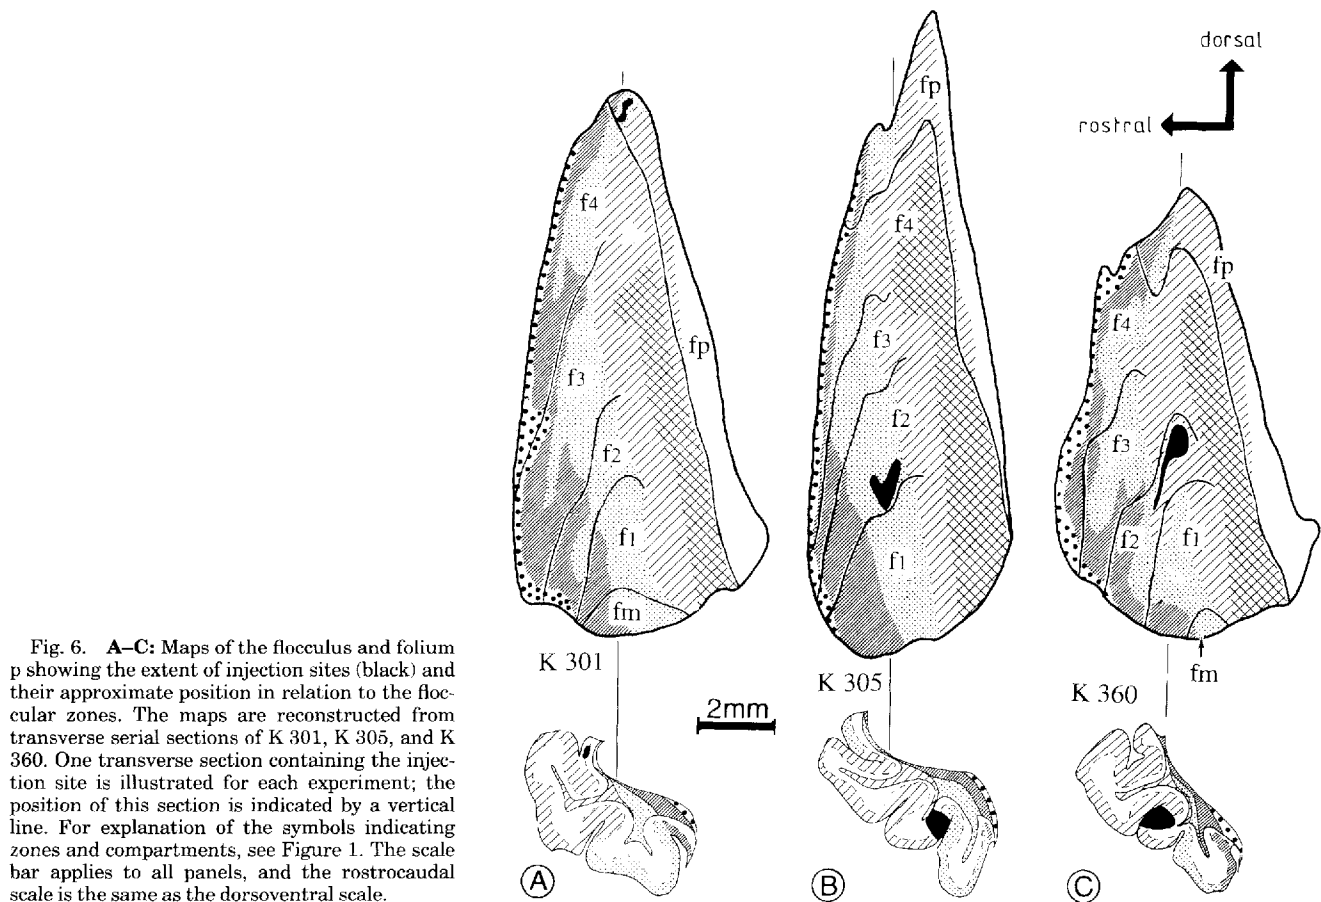 dorsal
rostral
fp
f4
f3
f2
f1
fm
fp
f4
f3
f2
f1
fp
f4
f3
f2
f1
fm
K 301
K 305
K 360
2mm
A
B
C
Fig. 6. A–C: Maps of the flocculus and folium
p showing the extent of injection sites (black) and
their approximate position in relation to the floc-
cular zones. The maps are reconstructed from
transverse serial sections of K 301, K 305, and K
360. One transverse section containing the injec-
tion site is illustrated for each experiment; the
position of this section is indicated by a vertical
line. For explanation of the symbols indicating
zones and compartments, see Figure 1. The scale
bar applies to all panels, and the rostrocaudal
scale is the same as the dorsoventral scale.